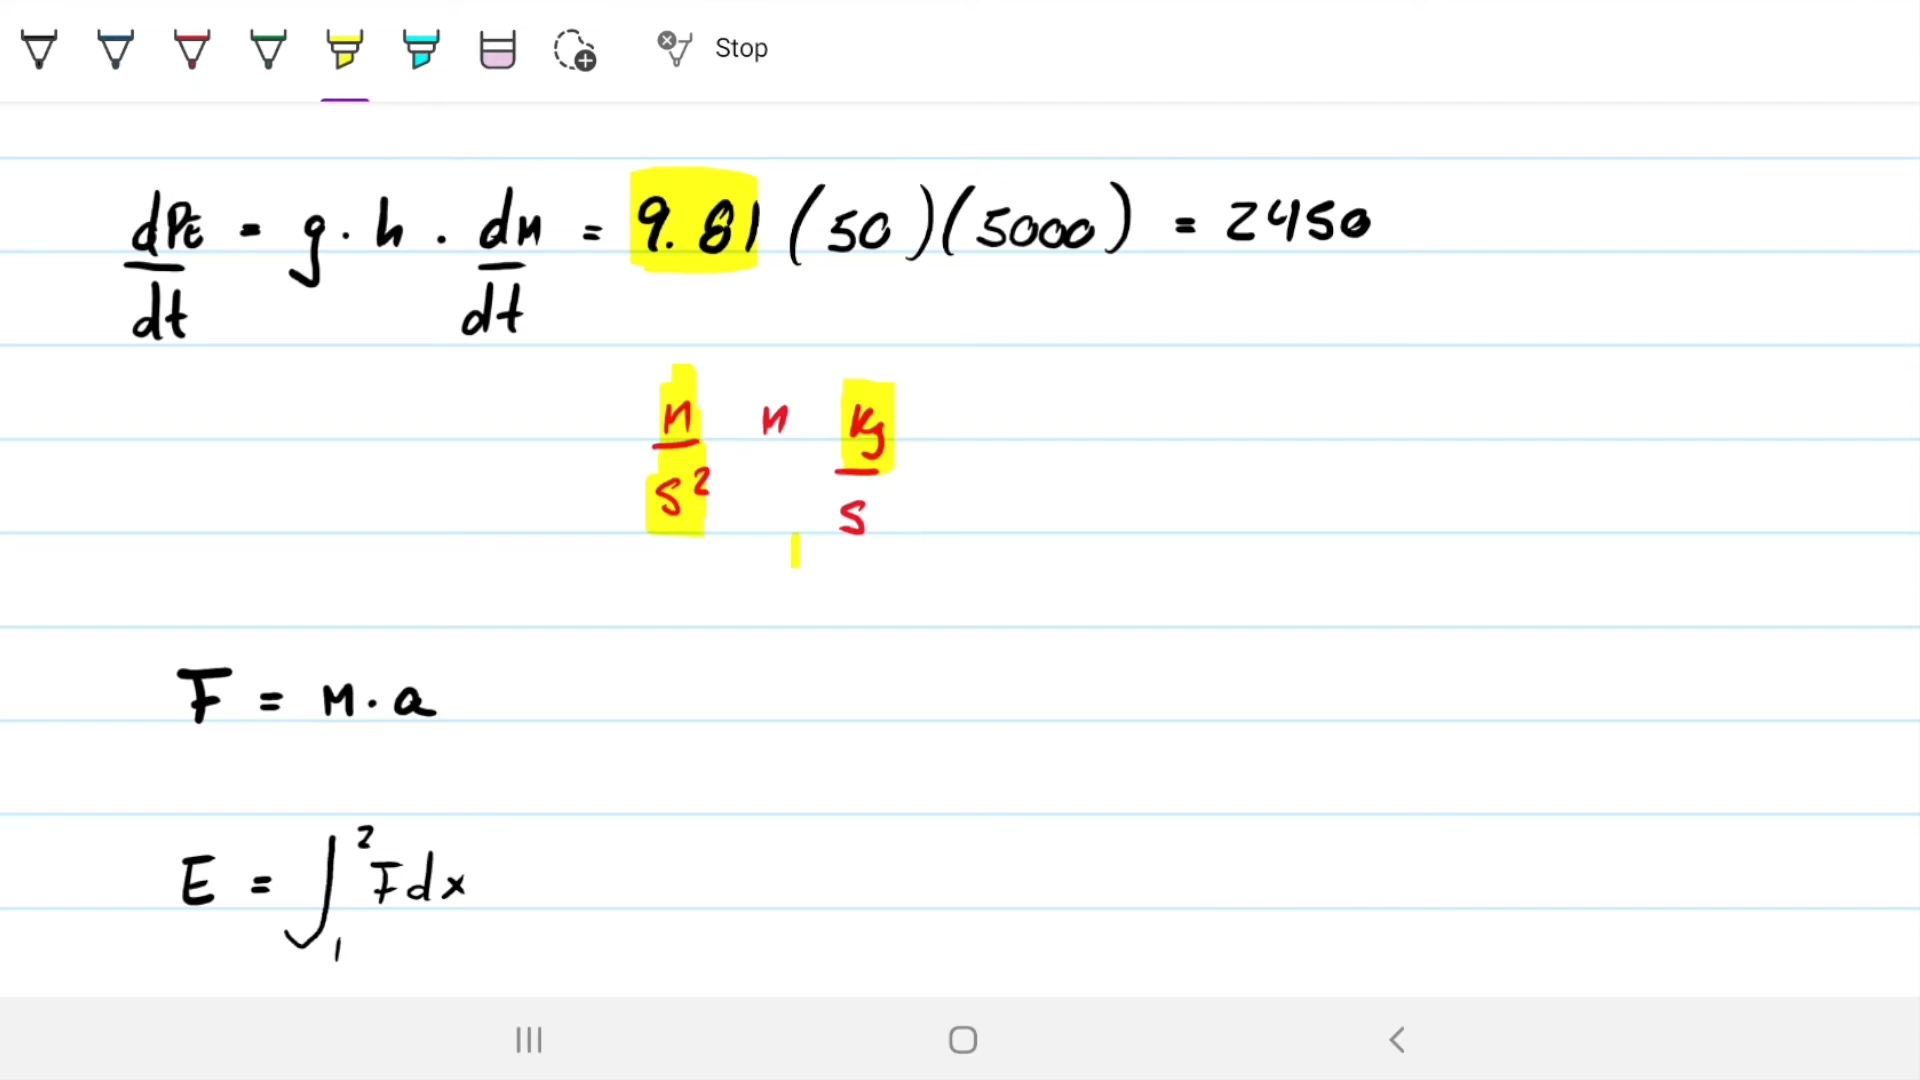 Stop
dPE/dt = g · h · dm/dt = 9.81 (50)(5000) = 2450
m/s² m kg/s
F = m · a
E = ∫₁² F dx